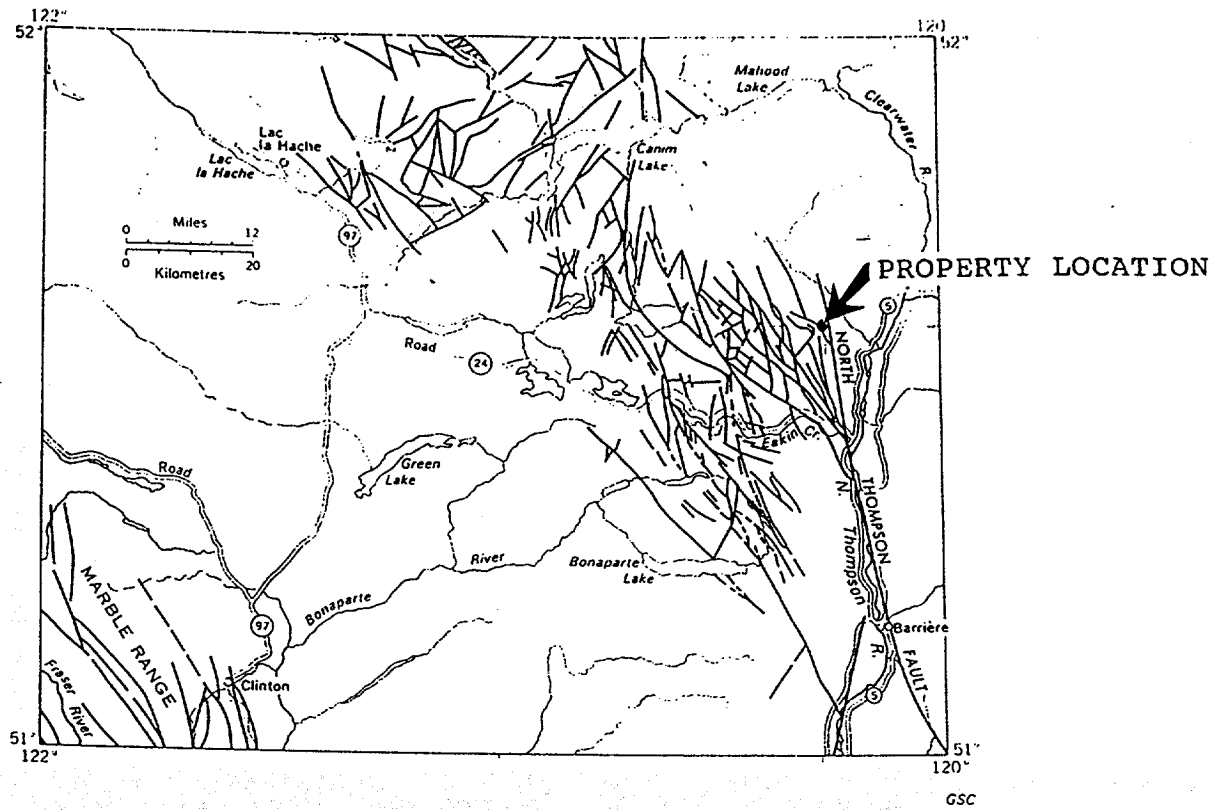 122°
120
52°
52°
Mahood
Lake
Clearwater
R.
Lac
la Hache
Lac
la Hache
Canim
Lake
Miles
0 12
97
0 20
Kilometres
PROPERTY LOCATION
5
NORTH
Road
24
Eakin Cr.
Road
Green
Lake
N.
THOMPSON
Thompson
River
Bonaparte
Lake
Bonaparte
MARBLE RANGE
97
Barrière
R.
FAULT
Fraser
River
Clinton
5
51°
51°
122°
120°
GSC